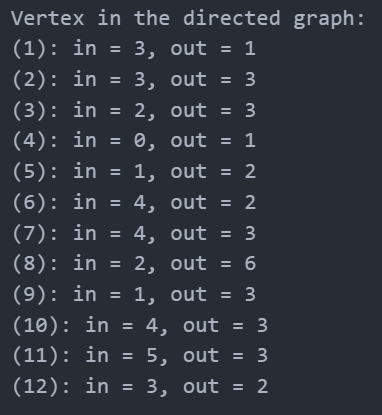 Vertex in the directed graph:
(1): in = 3, out = 1
(2): in = 3, out = 3
(3): in = 2, out = 3
(4): in = 0, out = 1
(5): in = 1, out = 2
(6): in = 4, out = 2
(7): in = 4, out = 3
(8): in = 2, out = 6
(9): in = 1, out = 3
(10): in = 4, out = 3
(11): in = 5, out = 3
(12): in = 3, out = 2